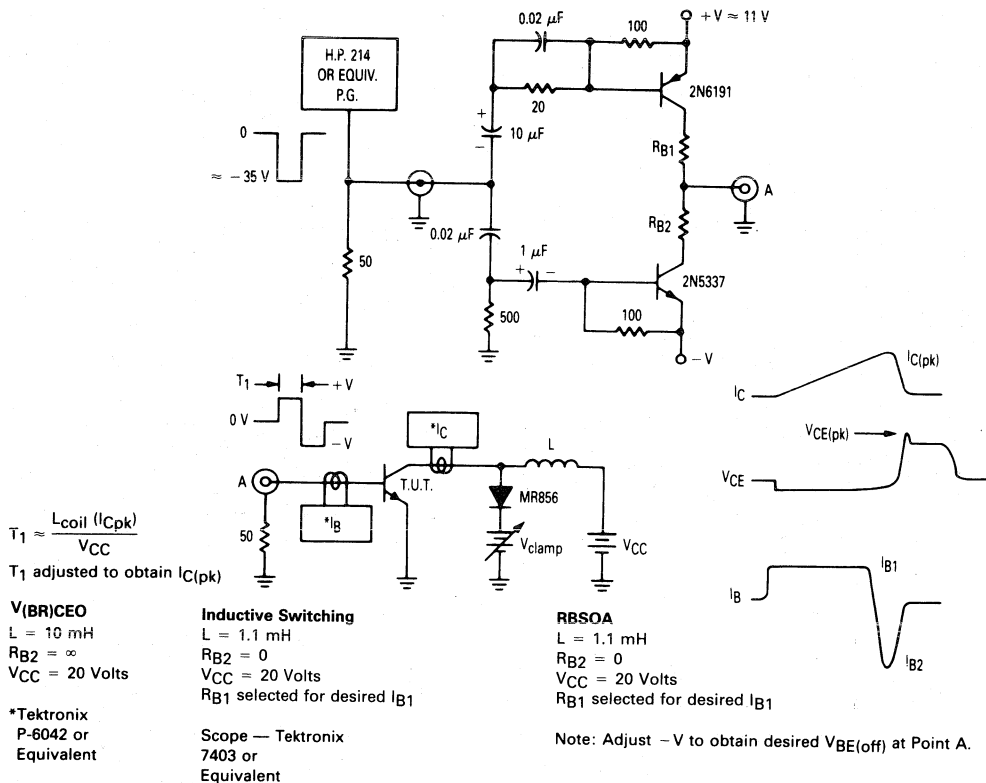 H.P. 214
OR EQUIV.
P.G.
0
≈ −35 V
50
0.02 μF
100
+V ≈ 11 V
20
2N6191
+
10 μF
−
RB1
A
RB2
0.02 μF
1 μF
+ −
2N5337
500
100
−V
T1
+V
0 V
−V
*IC
L
A
T.U.T.
*IB
MR856
50
Vclamp
VCC
IC
IC(pk)
VCE(pk)
VCE
IB
IB1
IB2
T1 ≈ Lcoil (ICpk) / VCC
T1 adjusted to obtain IC(pk)
V(BR)CEO
L = 10 mH
RB2 = ∞
VCC = 20 Volts
*Tektronix
P-6042 or
Equivalent
Inductive Switching
L = 1.1 mH
RB2 = 0
VCC = 20 Volts
RB1 selected for desired IB1
Scope — Tektronix
7403 or
Equivalent
RBSOA
L = 1.1 mH
RB2 = 0
VCC = 20 Volts
RB1 selected for desired IB1
Note: Adjust −V to obtain desired VBE(off) at Point A.